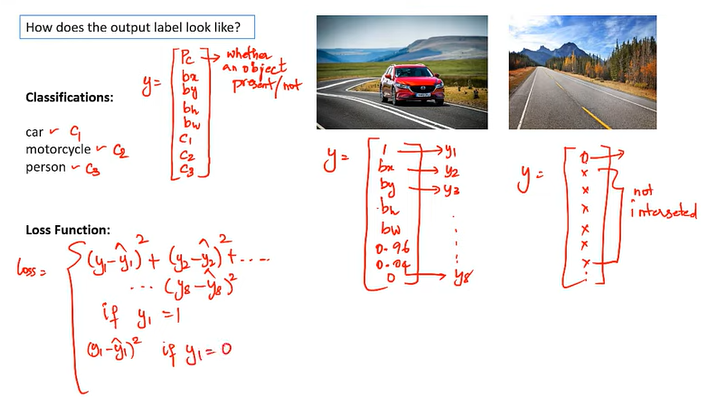 How does the output label look like?
y = [ Pc → whether an object present/not
bx
by
bh
bw
c1
c2
c3 ]
Classifications:
car ✓ C1
motorcycle ✓ C2
person ✓ C3
y = [ 1 → y1
bx → y2
by → y3
bh
bw
0.96
0.04
0 → y8 ]
y = [ 0 →
x
x
x
x
x
x
⋮ ]
not
interseted
Loss Function:
Loss = { (y1-ŷ1)² + (y2-ŷ2)² + ....
... (y8-ŷ8)²
if y1 = 1
(y1-ŷ1)² if y1 = 0